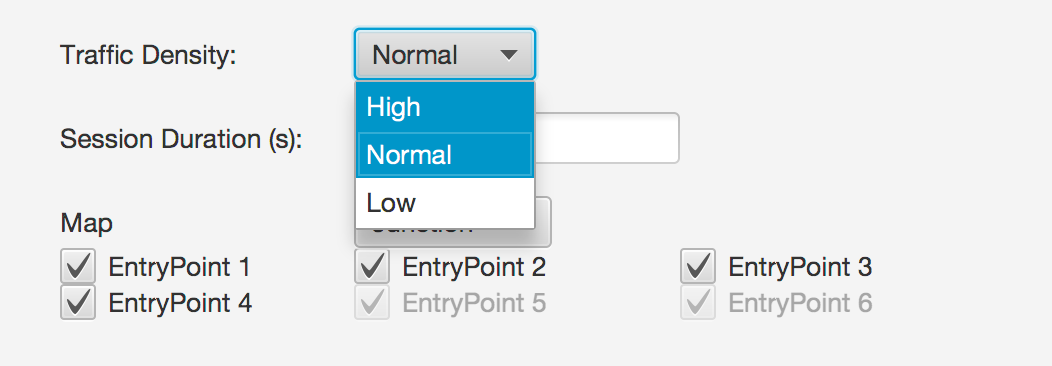 Traffic Density: Normal
High
Session Duration (s):
Normal
Low
Map
EntryPoint 1 EntryPoint 2 EntryPoint 3
EntryPoint 4 EntryPoint 5 EntryPoint 6